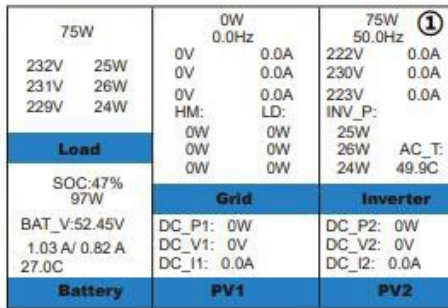 75W
232V 25W
231V 26W
229V 24W
Load
0W
0.0Hz
0V 0.0A
0V 0.0A
0V 0.0A
HM: LD:
0W 0W
0W 0W
0W 0W
Grid
75W ①
50.0Hz
222V 0.0A
230V 0.0A
223V 0.0A
INV_P:
25W
26W AC_T:
24W 49.9C
Inverter
SOC:47%
97W
BAT_V:52.45V
1.03 A/ 0.82 A
27.0C
Battery
DC_P1: 0W
DC_V1: 0V
DC_I1: 0.0A
PV1
DC_P2: 0W
DC_V2: 0V
DC_I2: 0.0A
PV2